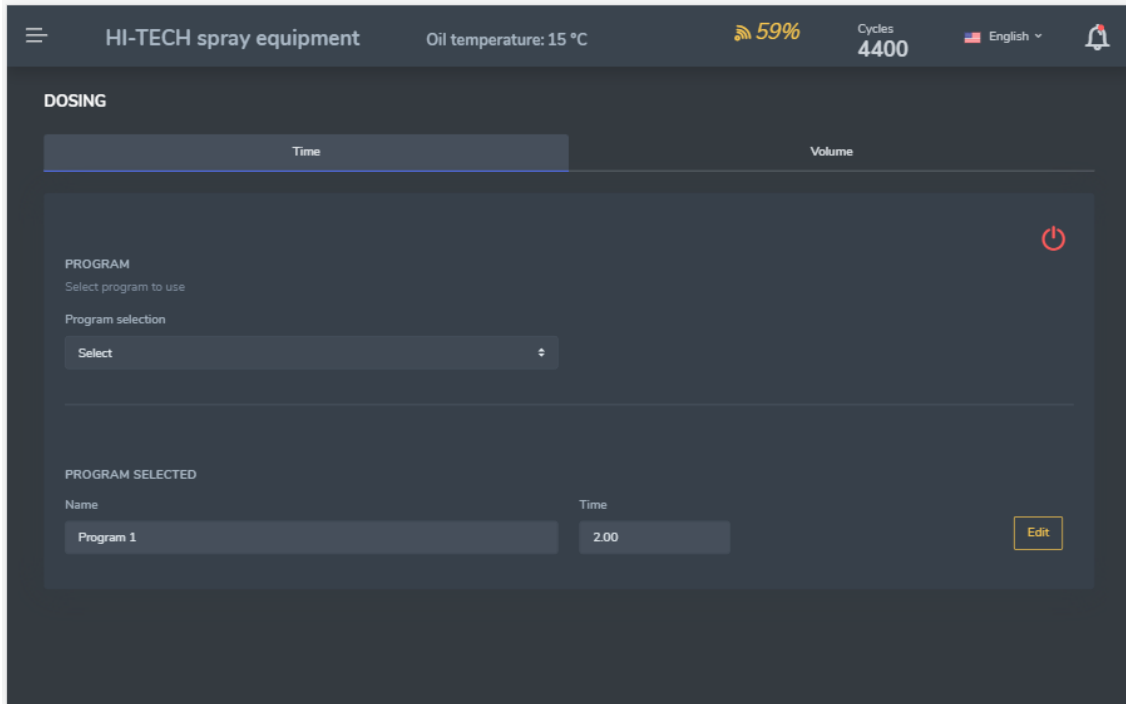 HI-TECH spray equipment
Oil temperature: 15 °C
59%
Cycles
4400
English
DOSING
Time
Volume
PROGRAM
Select program to use
Program selection
Select
PROGRAM SELECTED
Name
Time
Program 1
2.00
Edit